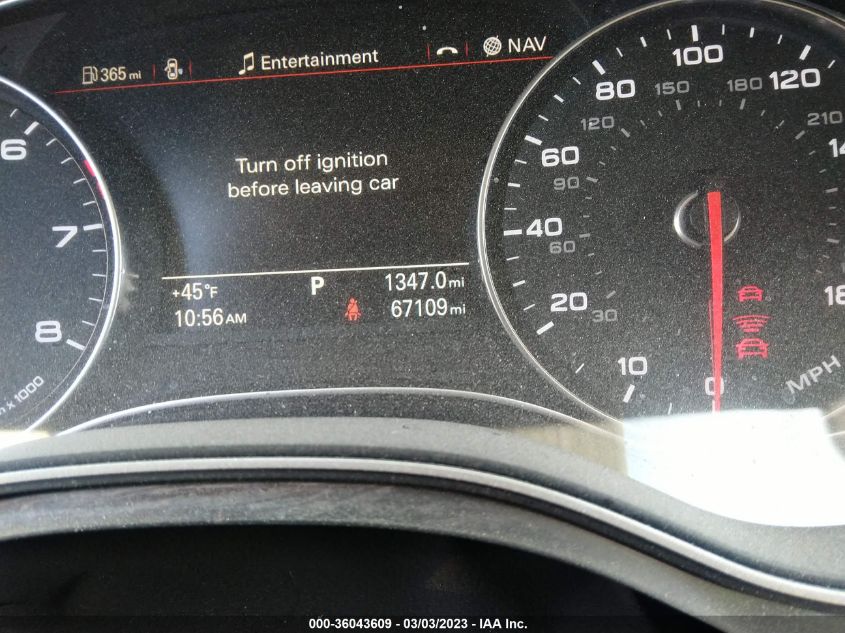 365 mi
Entertainment
NAV
Turn off ignition
before leaving car
+45°F
P
1347.0 mi
10:56 AM
67109 mi
6
7
8
x 1000
0
10
20
30
40
60
60
90
80
120
100
150
120
180
210
MPH
000-36043609 - 03/03/2023 - IAA Inc.